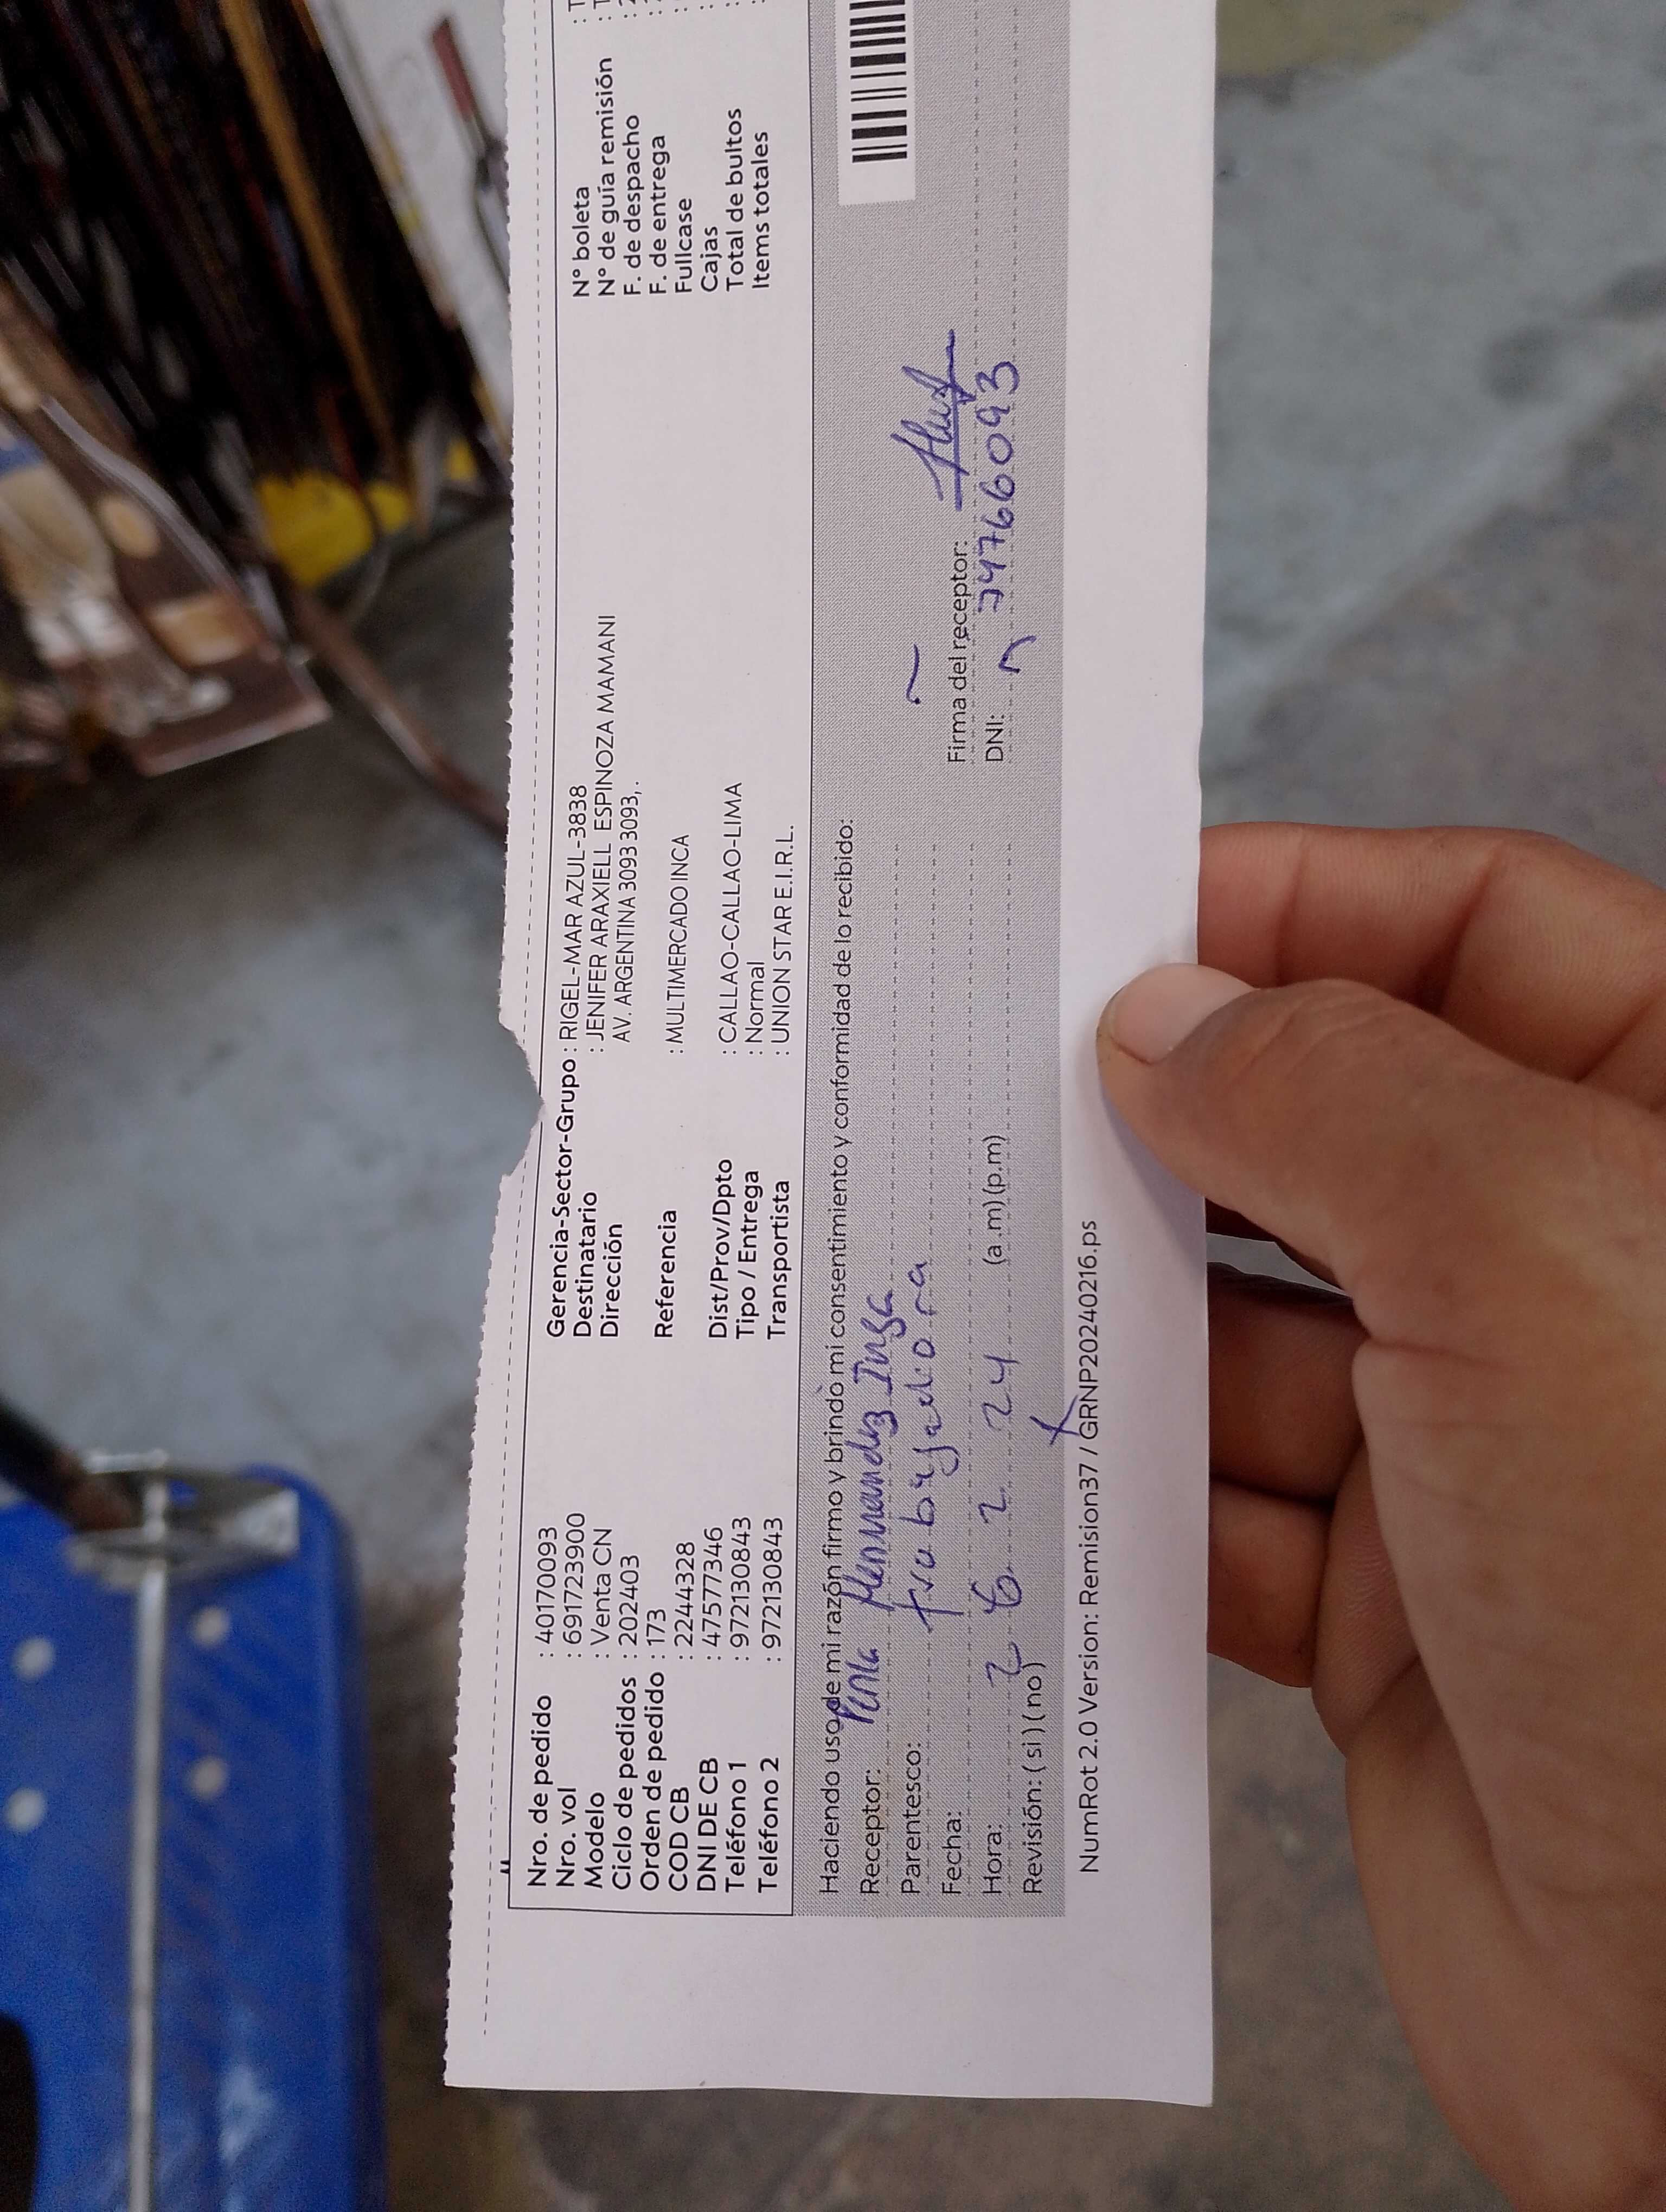 Nro. de pedido : 40170093
Nro. vol : 691723900
Modelo : Venta CN
Ciclo de pedidos : 202403
Orden de pedido : 173
COD CB : 22444328
DNI DE CB : 47577346
Teléfono 1 : 972130843
Teléfono 2 : 972130843
Gerencia-Sector-Grupo : RIGEL-MAR AZUL-3838
Destinatario : JENIFER ARAXIELL ESPINOZA MAMANI
Dirección AV. ARGENTINA 3093 3093, .
Referencia : MULTIMERCADO INCA
Dist/Prov/Dpto : CALLAO-CALLAO-LIMA
Tipo / Entrega : Normal
Transportista : UNION STAR E.I.R.L.
N° boleta : T
N° de guía remisión : T
F. de despacho : 2
F. de entrega :
Fullcase :
Cajas :
Total de bultos :
Items totales :
Haciendo uso de mi razón firmo y brindo mi consentimiento y conformidad de lo recibido:
Receptor:
Parentesco: trabajadora
Fecha: 26 2 24
Hora: (a.m) (p.m)
Revisión: ( si ) ( no )
Firma del receptor:
DNI: 74766093
NumRot 2.0 Version: Remision37 / GRNP20240216.ps